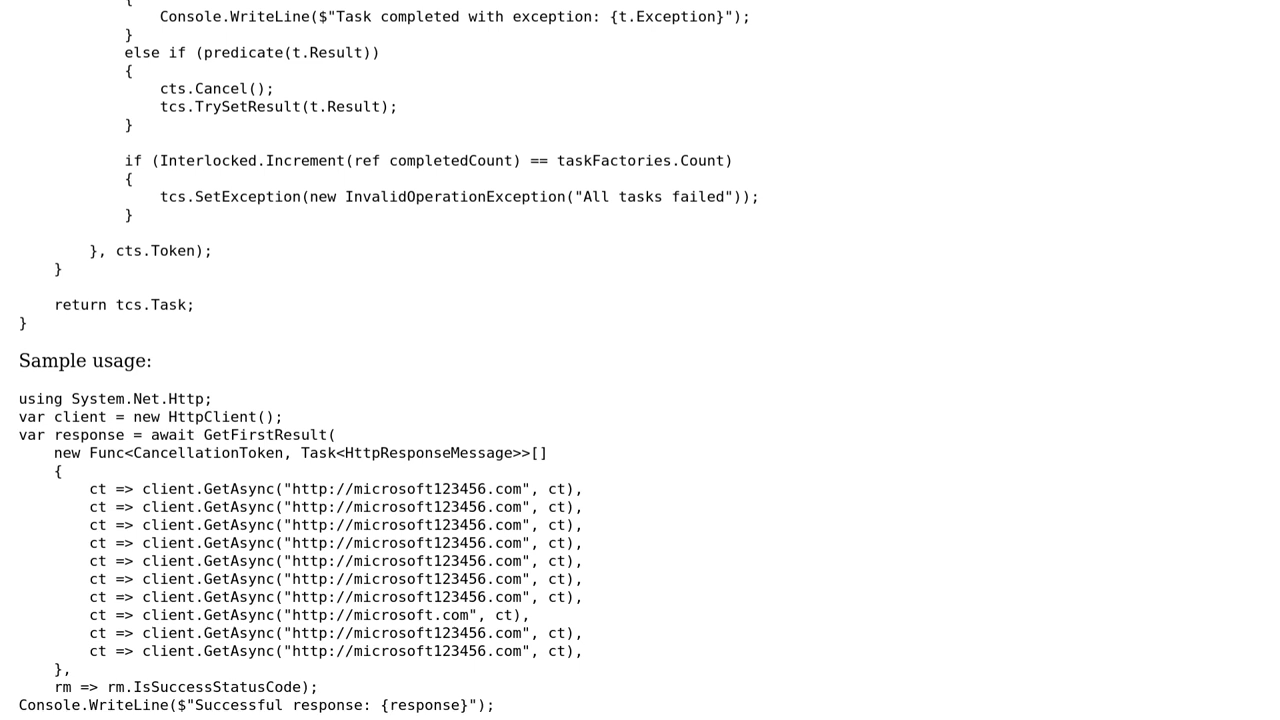 {
Console.WriteLine($"Task completed with exception: {t.Exception}");
}
else if (predicate(t.Result))
{
cts.Cancel();
tcs.TrySetResult(t.Result);
}
if (Interlocked.Increment(ref completedCount) == taskFactories.Count)
{
tcs.SetException(new InvalidOperationException("All tasks failed"));
}
}, cts.Token);
}
return tcs.Task;
}
Sample usage:
using System.Net.Http;
var client = new HttpClient();
var response = await GetFirstResult(
new Func<CancellationToken, Task<HttpResponseMessage>>[]
{
ct => client.GetAsync("http://microsoft123456.com", ct),
ct => client.GetAsync("http://microsoft123456.com", ct),
ct => client.GetAsync("http://microsoft123456.com", ct),
ct => client.GetAsync("http://microsoft123456.com", ct),
ct => client.GetAsync("http://microsoft123456.com", ct),
ct => client.GetAsync("http://microsoft123456.com", ct),
ct => client.GetAsync("http://microsoft123456.com", ct),
ct => client.GetAsync("http://microsoft.com", ct),
ct => client.GetAsync("http://microsoft123456.com", ct),
ct => client.GetAsync("http://microsoft123456.com", ct),
},
rm => rm.IsSuccessStatusCode);
Console.WriteLine($"Successful response: {response}");